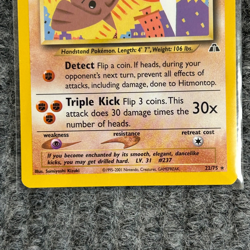 Handstand Pokémon. Length: 4' 7", Weight: 106 lbs.
Detect Flip a coin. If heads, during your
opponent's next turn, prevent all effects of
attacks, including damage, done to Hitmontop.
Triple Kick Flip 3 coins. This
attack does 30 damage times the
number of heads.
30x
weakness resistance retreat cost
If you become enchanted by its smooth, elegant, dancelike
kicks, you may get drilled hard. LV. 31 #237
Illus. Sumiyoshi Kizuki ©1995-2001 Nintendo, Creatures, GAMEFREAK. 22/75 ★